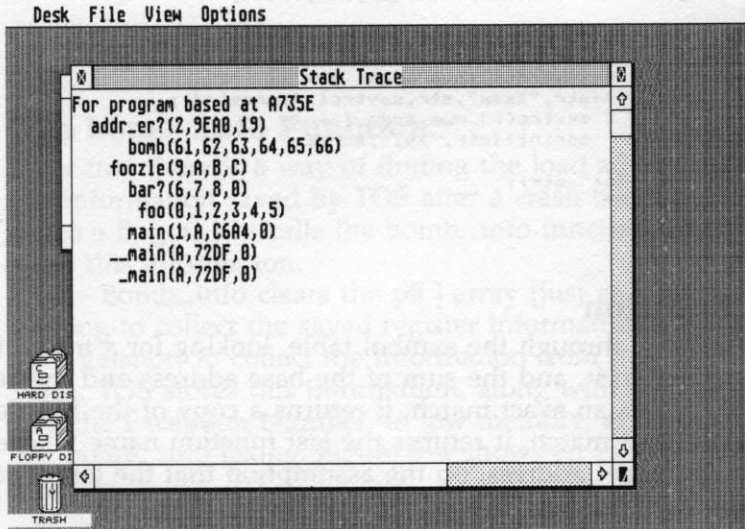 Desk File View Options
Stack Trace
For program based at A735E
addr_er?(2,9EA0,19)
bomb(61,62,63,64,65,66)
foozle(9,A,B,C)
bar?(6,7,8,0)
foo(0,1,2,3,4,5)
_main(1,A,C6A4,0)
__main(A,72DF,0)
_main(A,72DF,0)
C
HARD DIS
A
FLOPPY DI
TRASH